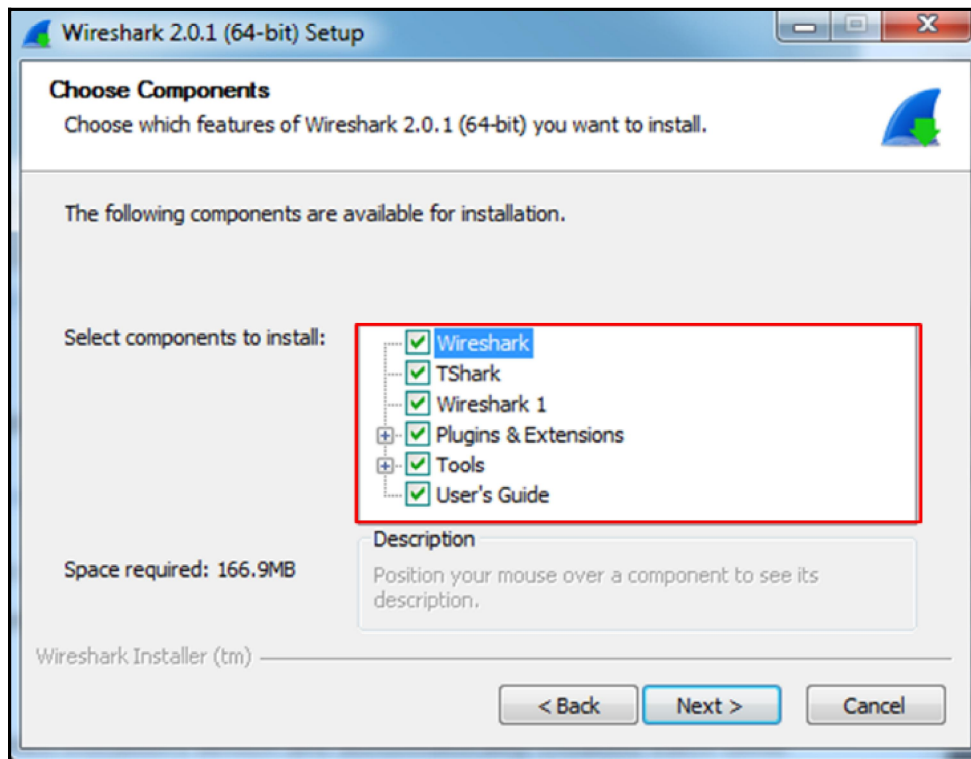 Wireshark 2.0.1 (64-bit) Setup
Choose Components
Choose which features of Wireshark 2.0.1 (64-bit) you want to install.
The following components are available for installation.
Select components to install:
Wireshark
TShark
Wireshark 1
Plugins & Extensions
Tools
User's Guide
Space required: 166.9MB
Description
Position your mouse over a component to see its
description.
Wireshark Installer (tm)
< Back
Next >
Cancel